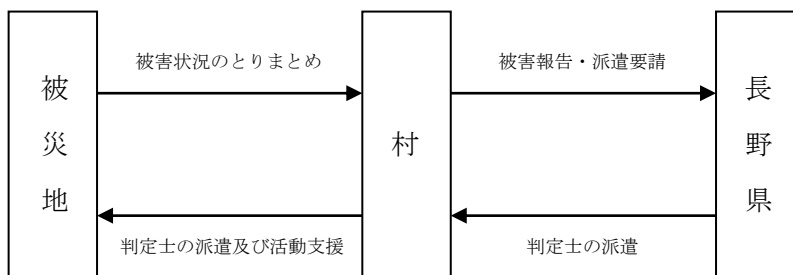 被災地
被害状況のとりまとめ
判定士の派遣及び活動支援
村
被害報告・派遣要請
判定士の派遣
長野県